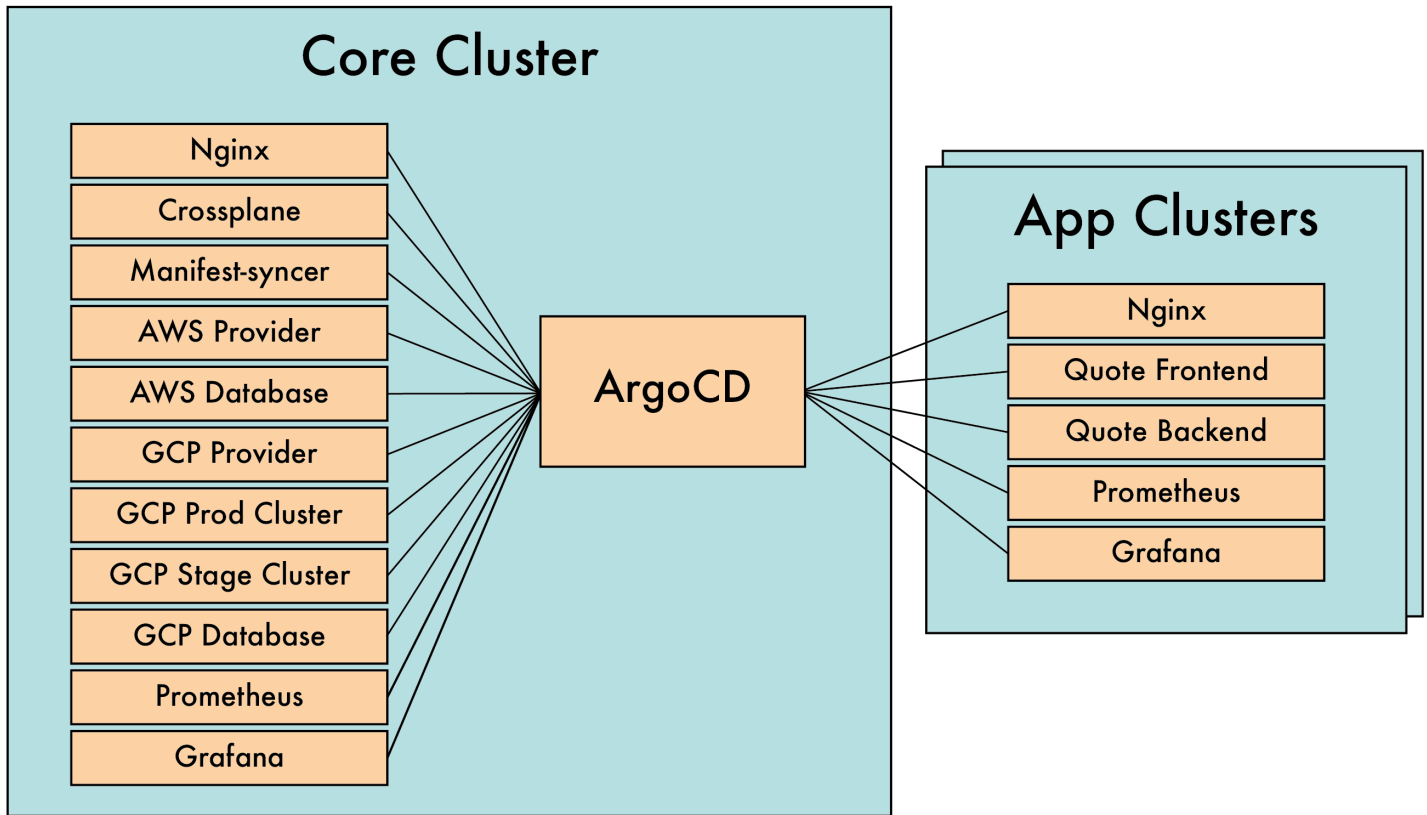 Core Cluster
Nginx
Crossplane
Manifest-syncer
AWS Provider
AWS Database
GCP Provider
GCP Prod Cluster
GCP Stage Cluster
GCP Database
Prometheus
Grafana
ArgoCD
App Clusters
Nginx
Quote Frontend
Quote Backend
Prometheus
Grafana